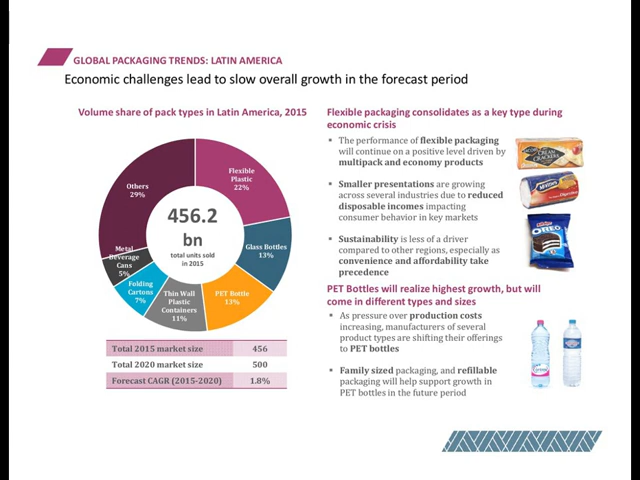 GLOBAL PACKAGING TRENDS: LATIN AMERICA
Economic challenges lead to slow overall growth in the forecast period
Volume share of pack types in Latin America, 2015
Flexible Plastic
22%
Glass Bottles
13%
PET Bottle
13%
Thin Wall Plastic Containers
11%
Folding Cartons
7%
Metal Beverage Cans
5%
Others
29%
456.2
bn
total units sold
in 2015
Total 2015 market size 456
Total 2020 market size 500
Forecast CAGR (2015-2020) 1.8%
Flexible packaging consolidates as a key type during
economic crisis
▪ The performance of flexible packaging
will continue on a positive level driven by
multipack and economy products
▪ Smaller presentations are growing
across several industries due to reduced
disposable incomes impacting
consumer behavior in key markets
▪ Sustainability is less of a driver
compared to other regions, especially as
convenience and affordability take
precedence
CREAM
CRACKERS
McVitie's
OREO
PET Bottles will realize highest growth, but will
come in different types and sizes
▪ As pressure over production costs
increasing, manufacturers of several
product types are shifting their offerings
to PET bottles
▪ Family sized packaging, and refillable
packaging will help support growth in
PET bottles in the future period